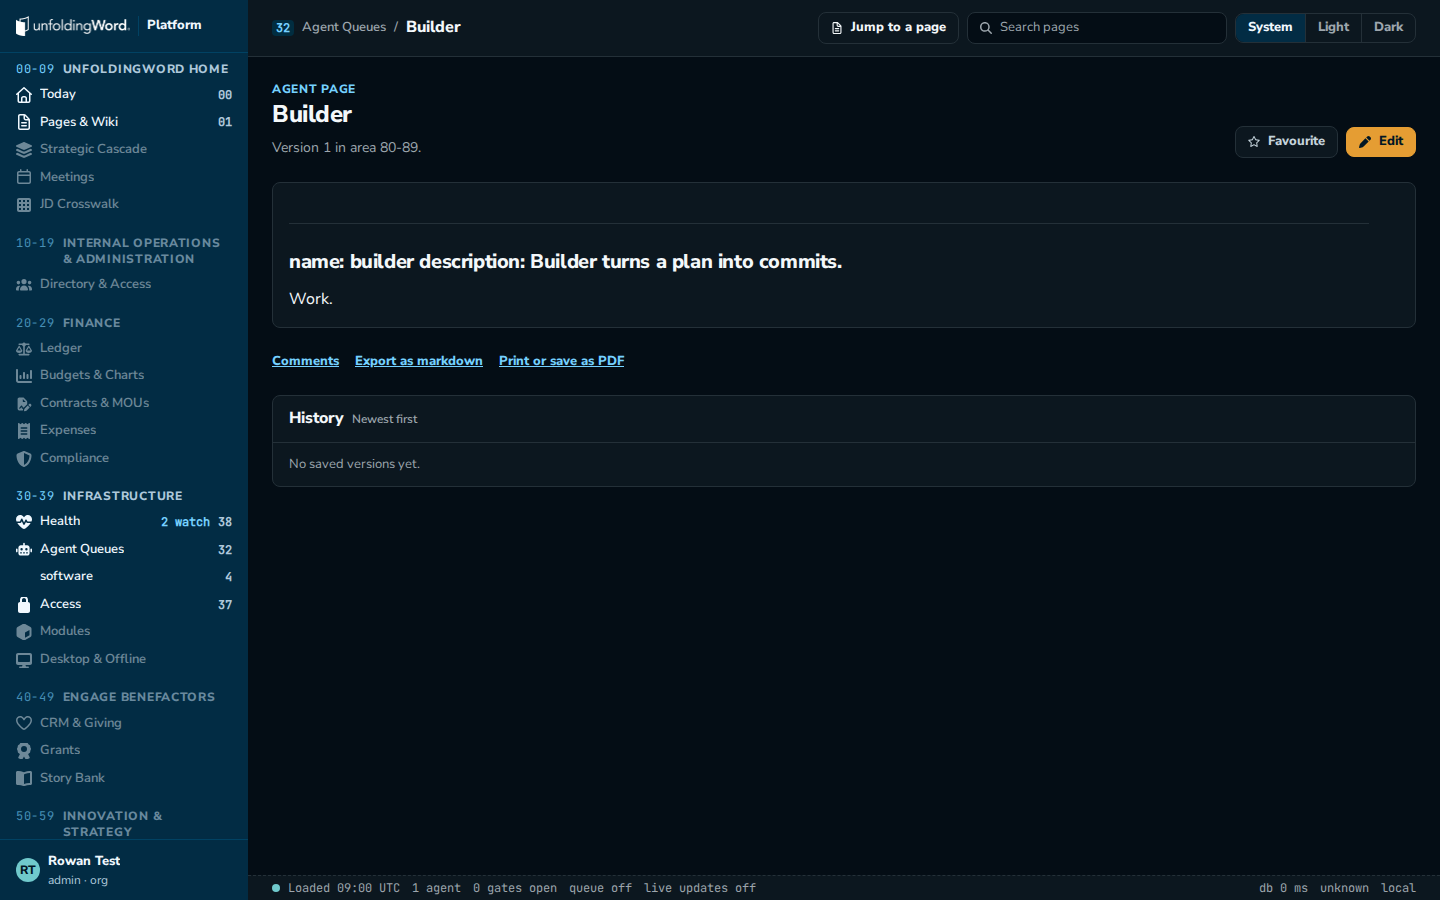 unfoldingWord Platform
32 Agent Queues / Builder
Jump to a page
Search pages
System Light Dark
00-09 UNFOLDINGWORD HOME
Today 00
Pages & Wiki 01
Strategic Cascade
Meetings
JD Crosswalk
10-19 INTERNAL OPERATIONS
& ADMINISTRATION
Directory & Access
20-29 FINANCE
Ledger
Budgets & Charts
Contracts & MOUs
Expenses
Compliance
30-39 INFRASTRUCTURE
Health 2 watch 38
Agent Queues 32
software 4
Access 37
Modules
Desktop & Offline
40-49 ENGAGE BENEFACTORS
CRM & Giving
Grants
Story Bank
50-59 INNOVATION &
STRATEGY
RT Rowan Test
admin · org
AGENT PAGE
Builder
Version 1 in area 80-89.
Favourite
Edit
name: builder description: Builder turns a plan into commits.
Work.
Comments Export as markdown Print or save as PDF
History Newest first
No saved versions yet.
Loaded 09:00 UTC 1 agent 0 gates open queue off live updates off
db 0 ms unknown local